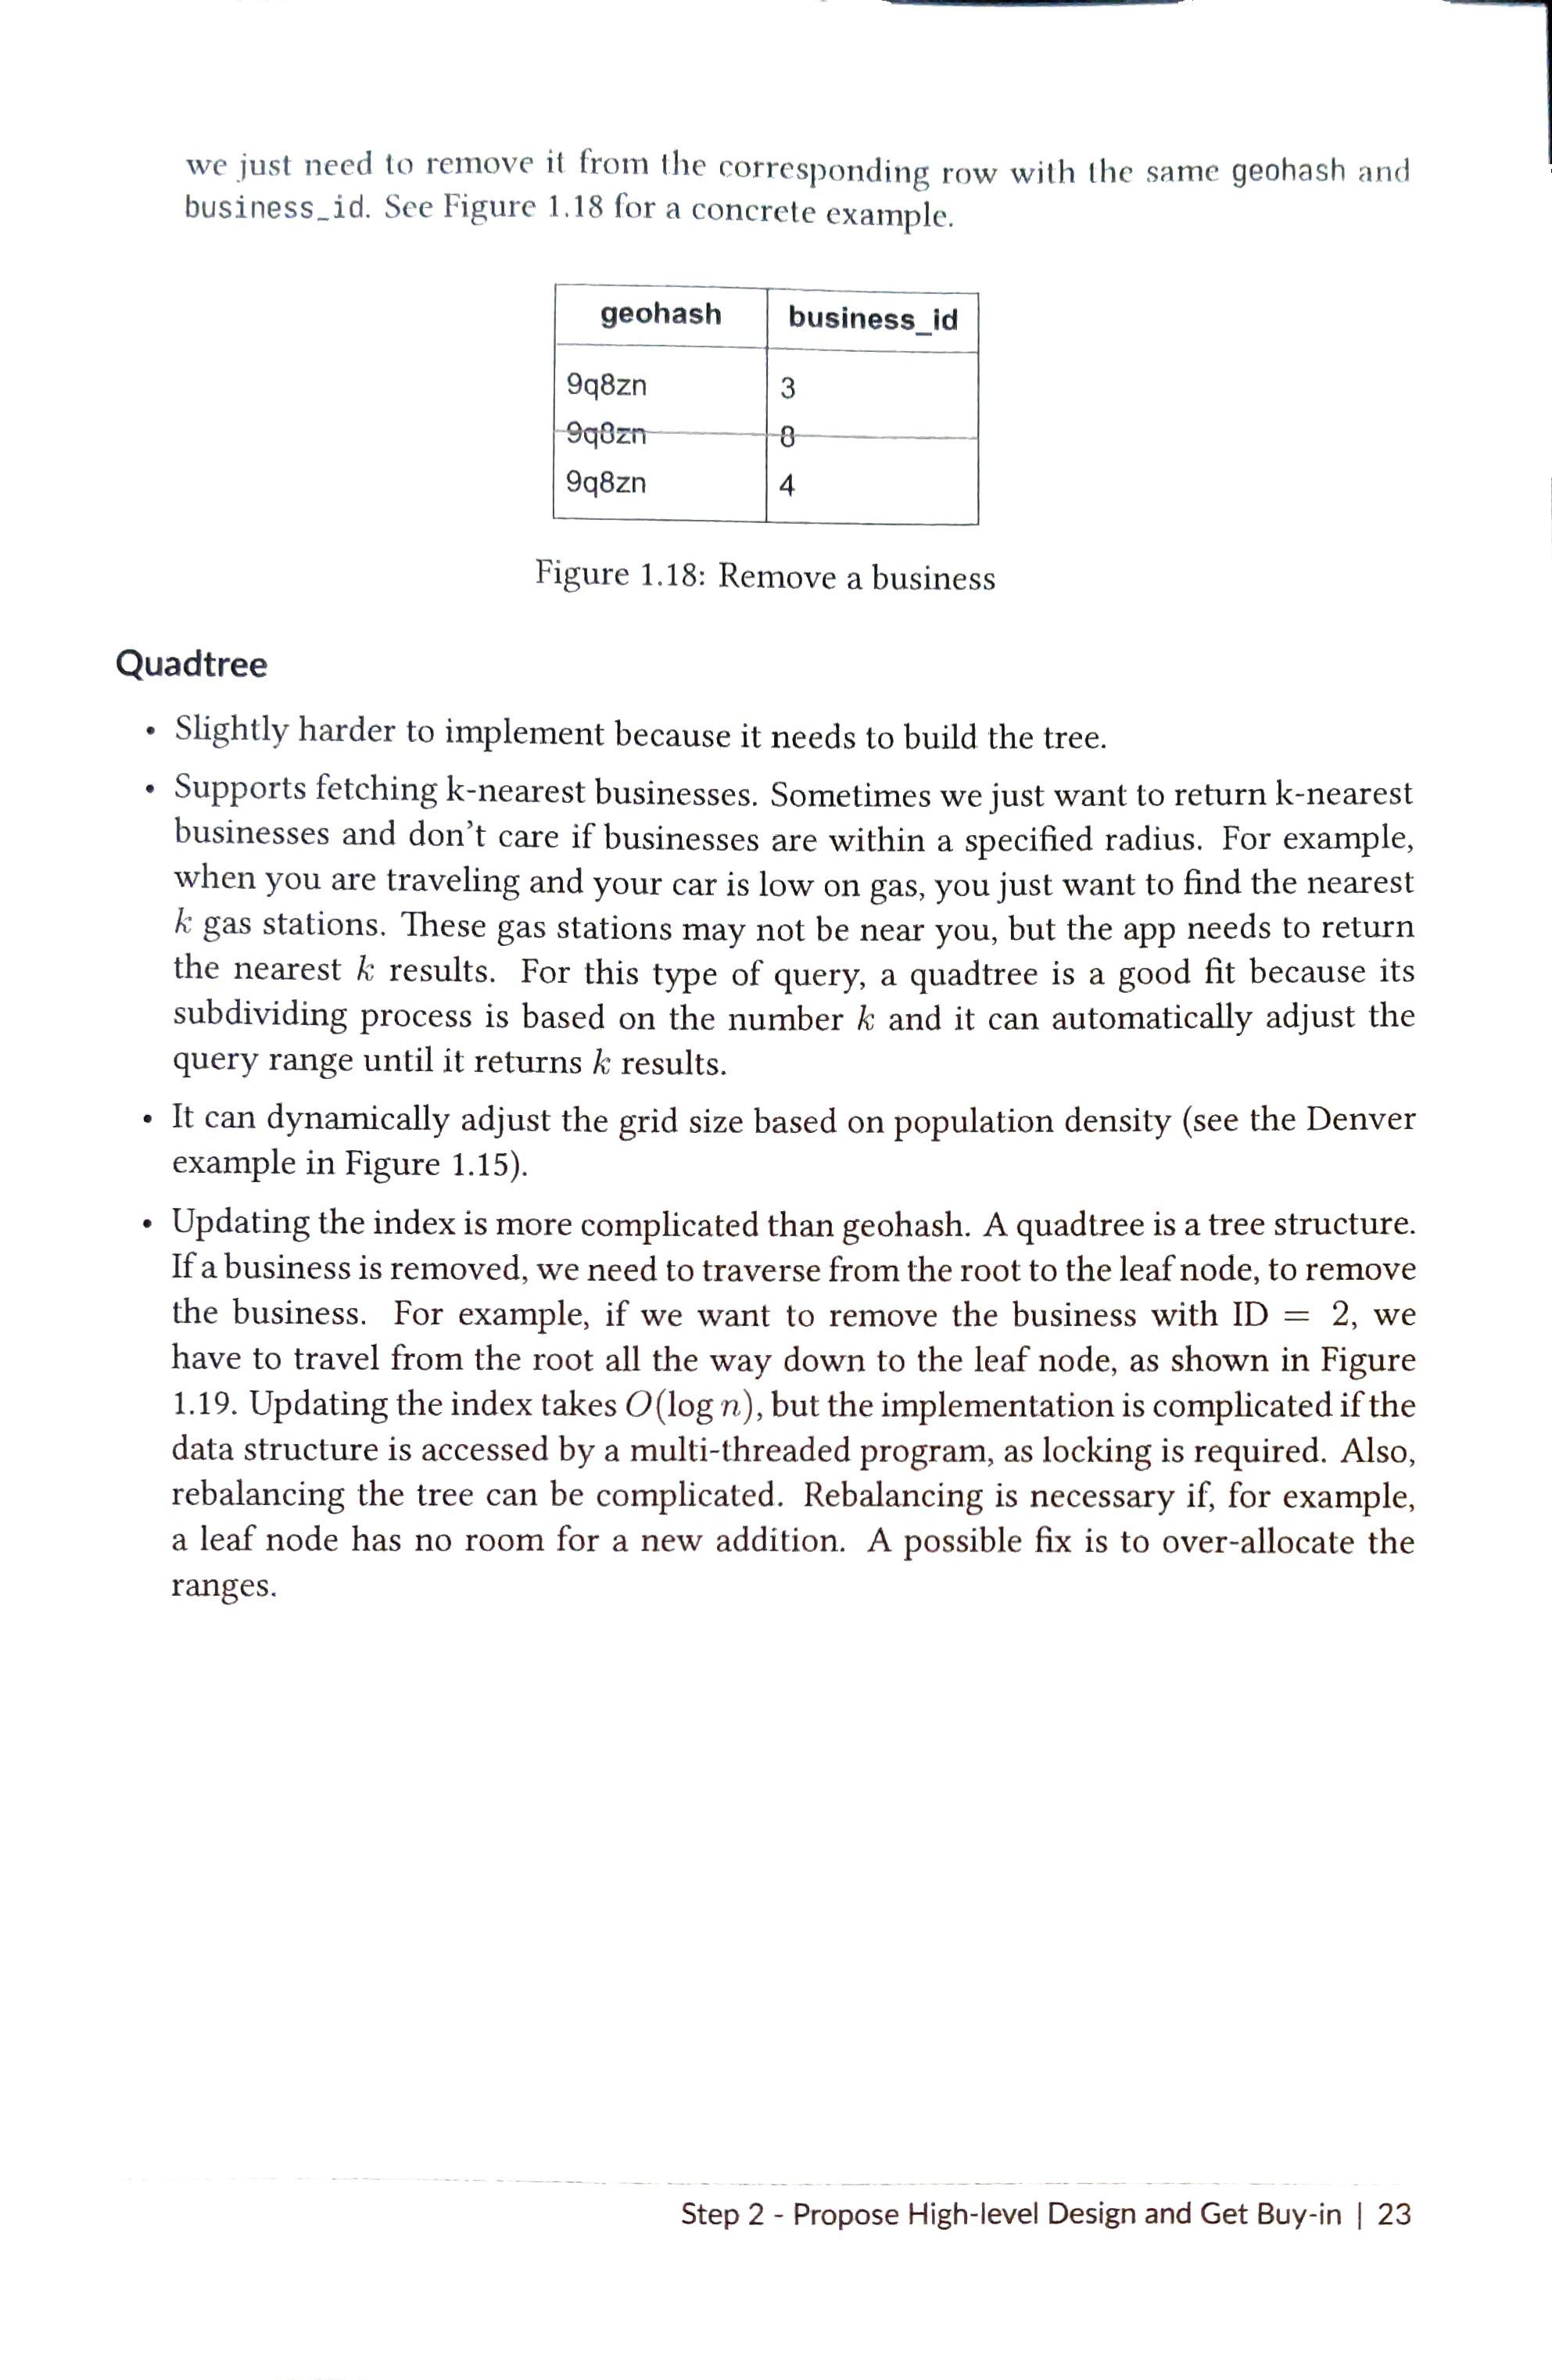 we just need to remove it from the corresponding row with the same geohash and
business_id. See Figure 1.18 for a concrete example.
geohash business_id
9q8zn 3
9q8zn 8
9q8zn 4
Figure 1.18: Remove a business
Quadtree
• Slightly harder to implement because it needs to build the tree.
• Supports fetching k-nearest businesses. Sometimes we just want to return k-nearest
businesses and don't care if businesses are within a specified radius. For example,
when you are traveling and your car is low on gas, you just want to find the nearest
k gas stations. These gas stations may not be near you, but the app needs to return
the nearest k results. For this type of query, a quadtree is a good fit because its
subdividing process is based on the number k and it can automatically adjust the
query range until it returns k results.
• It can dynamically adjust the grid size based on population density (see the Denver
example in Figure 1.15).
• Updating the index is more complicated than geohash. A quadtree is a tree structure.
If a business is removed, we need to traverse from the root to the leaf node, to remove
the business. For example, if we want to remove the business with ID = 2, we
have to travel from the root all the way down to the leaf node, as shown in Figure
1.19. Updating the index takes O(log n), but the implementation is complicated if the
data structure is accessed by a multi-threaded program, as locking is required. Also,
rebalancing the tree can be complicated. Rebalancing is necessary if, for example,
a leaf node has no room for a new addition. A possible fix is to over-allocate the
ranges.
Step 2 - Propose High-level Design and Get Buy-in | 23